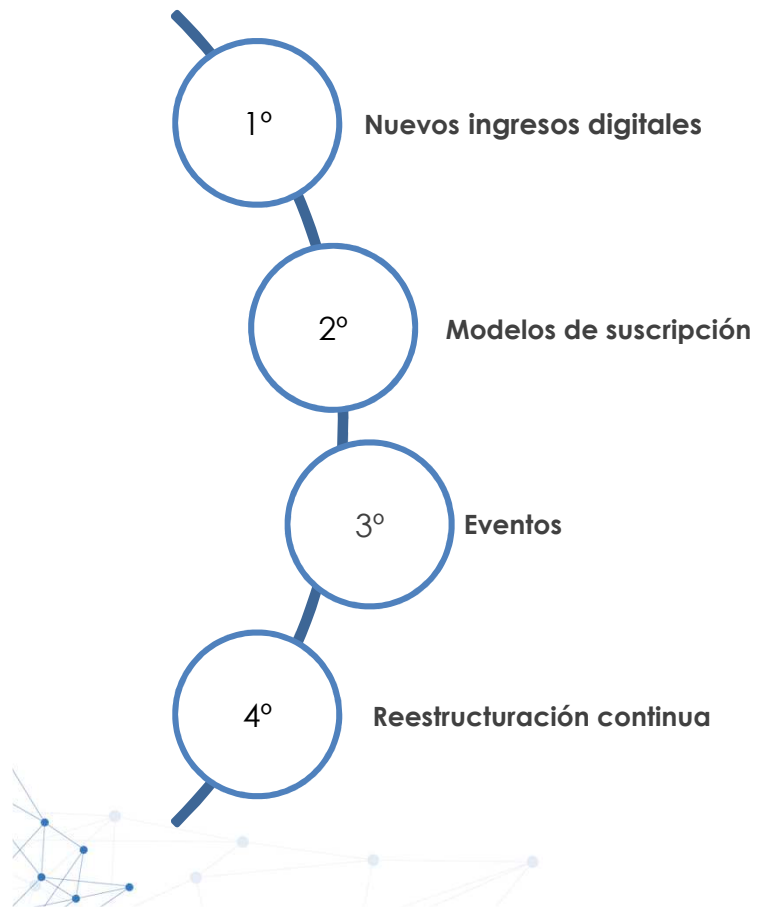 1º
Nuevos ingresos digitales
2º
Modelos de suscripción
3º
Eventos
4º
Reestructuración continua